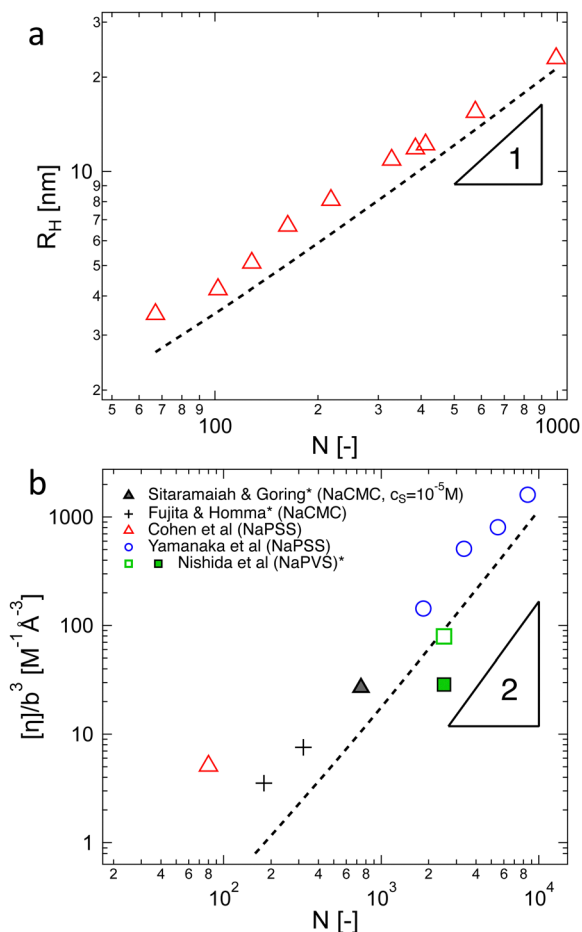 a
2
10
9
8
7
6
5
4
3
2
R_H [nm]
1
5 6 7 8 9 100 2 3 4 5 6 7 8 9 1000
N [-]
b
Sitaramaiah & Goring* (NaCMC, c_S=10^-5M)
Fujita & Homma* (NaCMC)
Cohen et al (NaPSS)
Yamanaka et al (NaPSS)
Nishida et al (NaPVS)*
1000
100
10
1
[η]/b^3 [M^-1 Å^-3]
2
2 4 6 8 10^2 2 4 6 8 10^3 2 4 6 8 10^4
N [-]